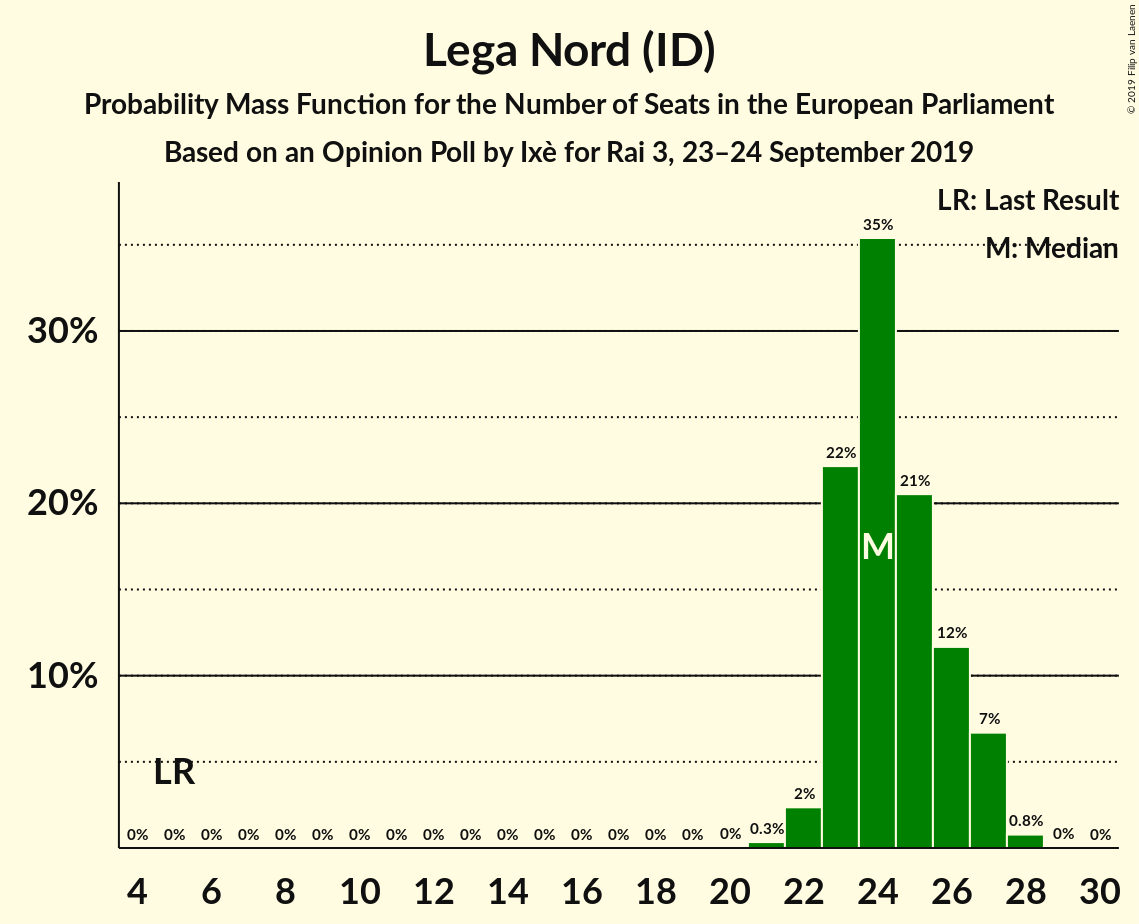 Lega Nord (ID)
Probability Mass Function for the Number of Seats in the European Parliament
Based on an Opinion Poll by Ixè for Rai 3, 23–24 September 2019
© 2019 Filip van Laenen
LR: Last Result
M: Median
35%
30%
22%
21%
20%
M
12%
10%
7%
LR
2%
0% 0% 0% 0% 0% 0% 0% 0% 0% 0% 0% 0% 0% 0% 0% 0% 0% 0.3% 0.8% 0% 0%
4 6 8 10 12 14 16 18 20 22 24 26 28 30